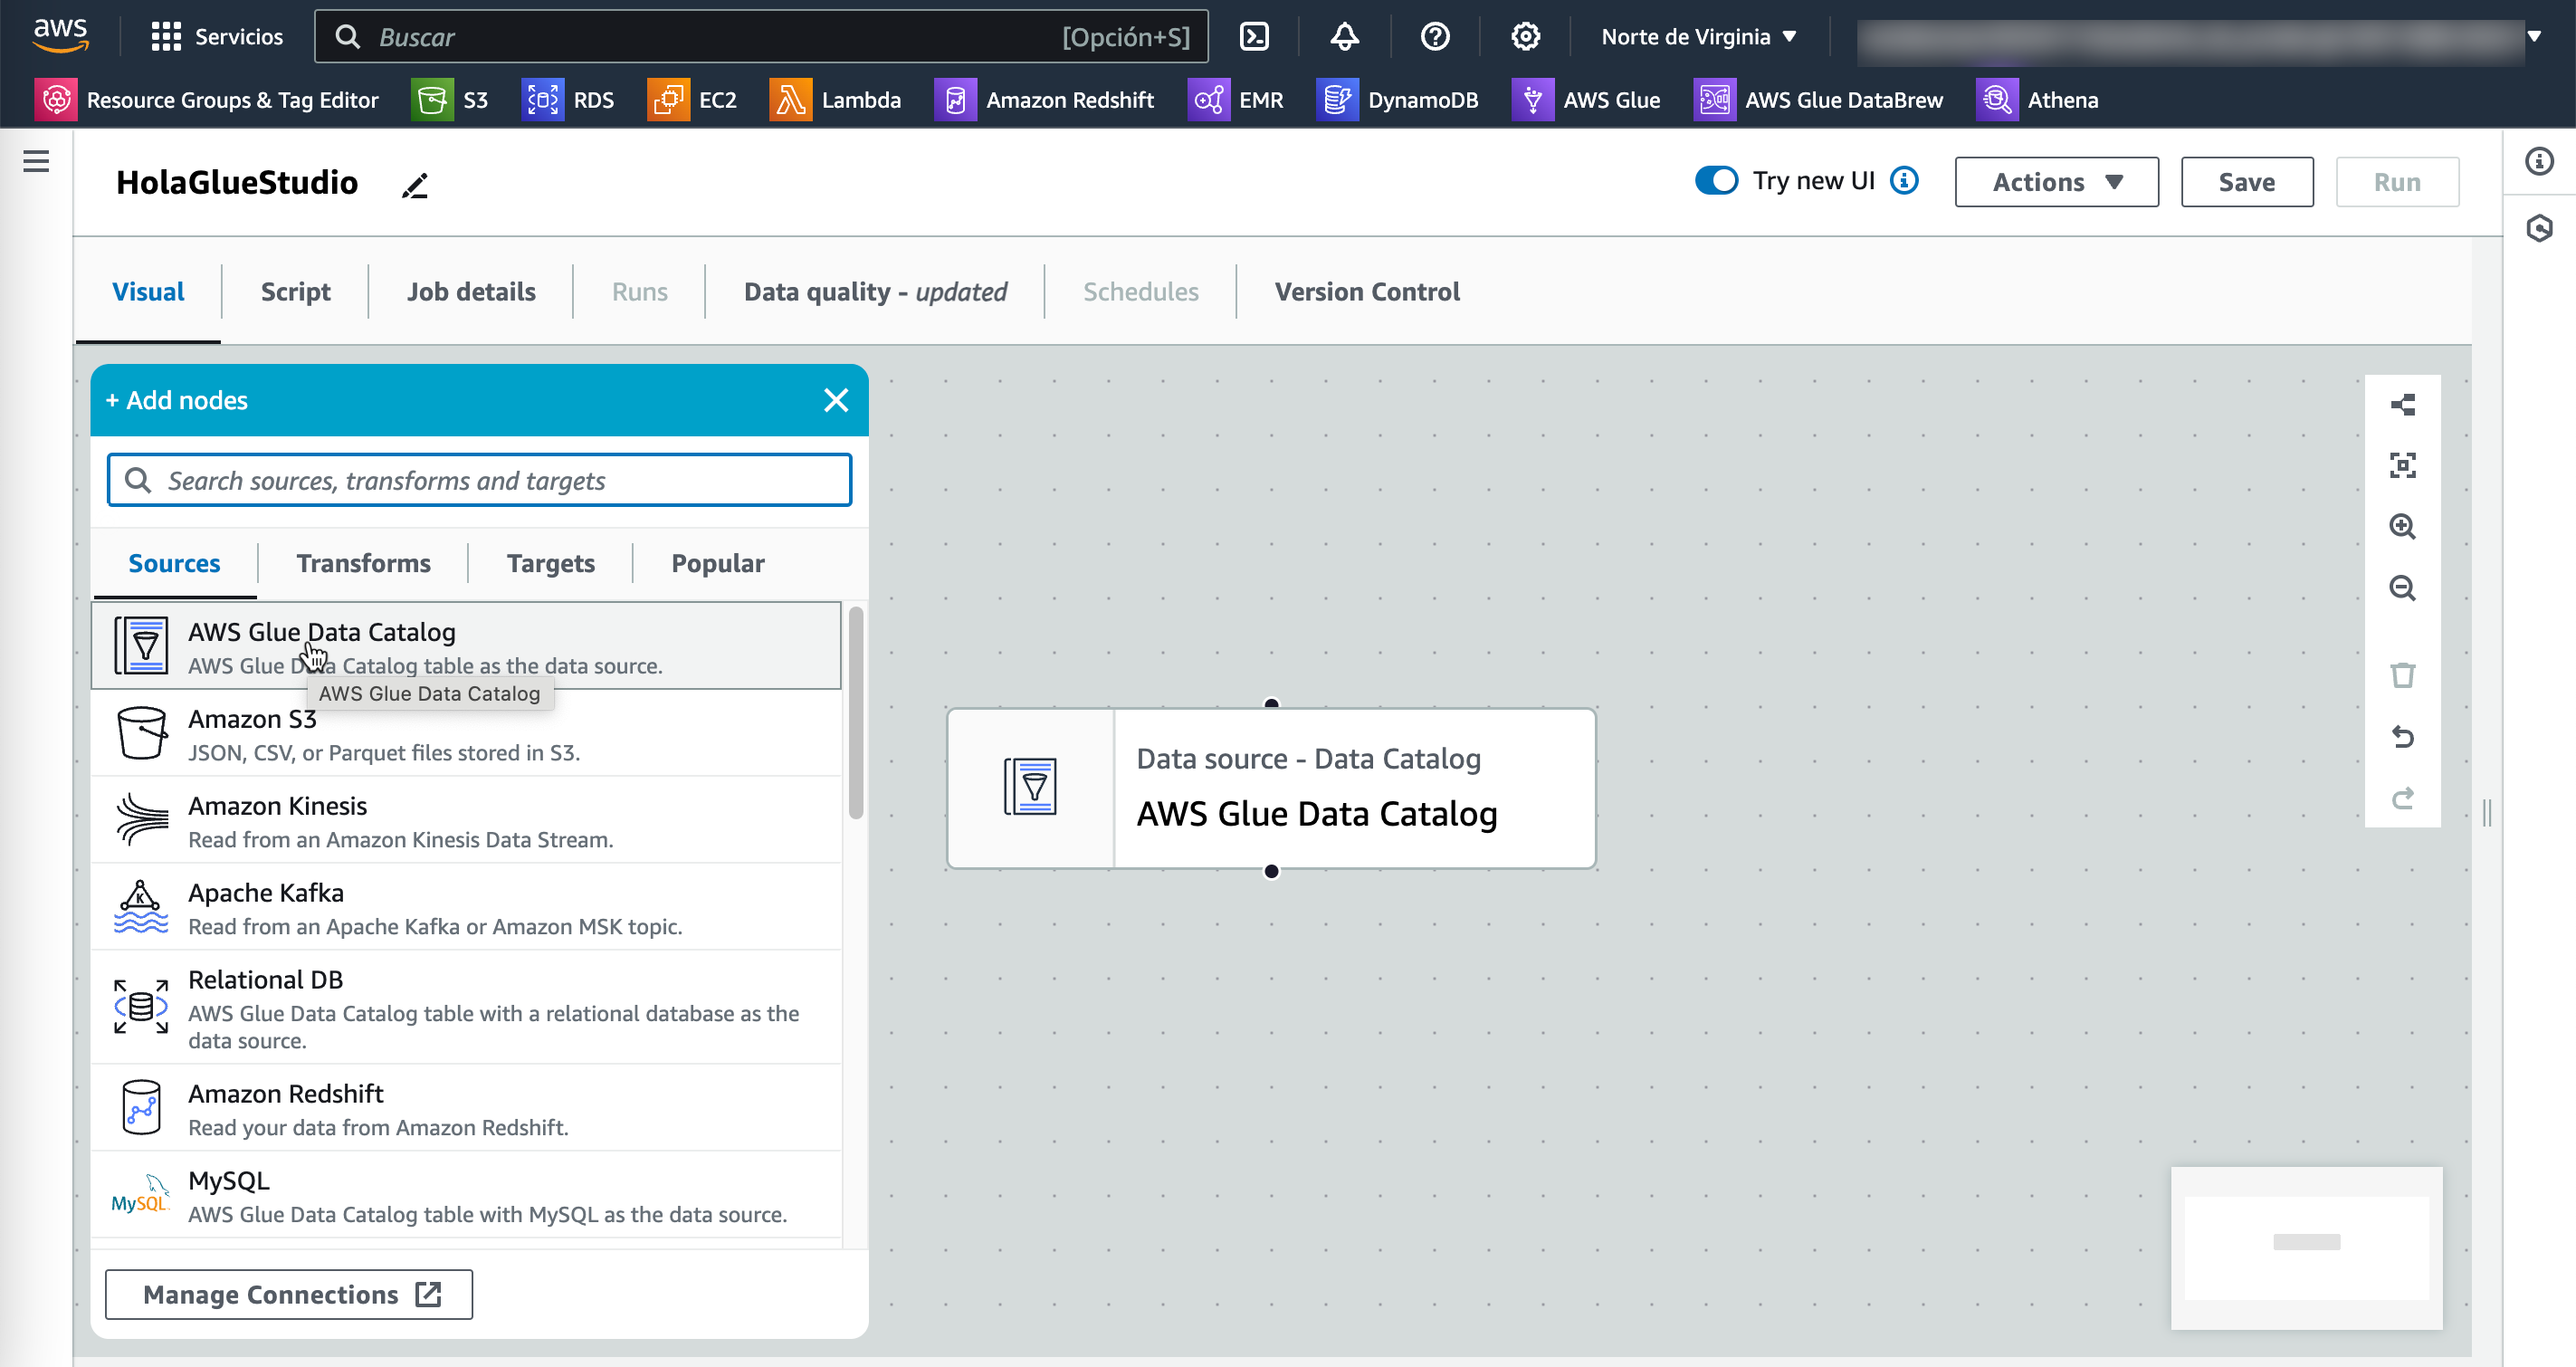 aws
Servicios
Buscar
[Opción+S]
Norte de Virginia
Resource Groups & Tag Editor
S3
RDS
EC2
Lambda
Amazon Redshift
EMR
DynamoDB
AWS Glue
AWS Glue DataBrew
Athena
HolaGlueStudio
Try new UI
Actions
Save
Run
Visual
Script
Job details
Runs
Data quality - updated
Schedules
Version Control
+ Add nodes
Search sources, transforms and targets
Sources
Transforms
Targets
Popular
AWS Glue Data Catalog
AWS Glue Data Catalog table as the data source.
AWS Glue Data Catalog
Amazon S3
JSON, CSV, or Parquet files stored in S3.
Amazon Kinesis
Read from an Amazon Kinesis Data Stream.
K
Apache Kafka
Read from an Apache Kafka or Amazon MSK topic.
Relational DB
AWS Glue Data Catalog table with a relational database as the
data source.
Amazon Redshift
Read your data from Amazon Redshift.
MySQL
MySQL
AWS Glue Data Catalog table with MySQL as the data source.
Manage Connections
Data source - Data Catalog
AWS Glue Data Catalog